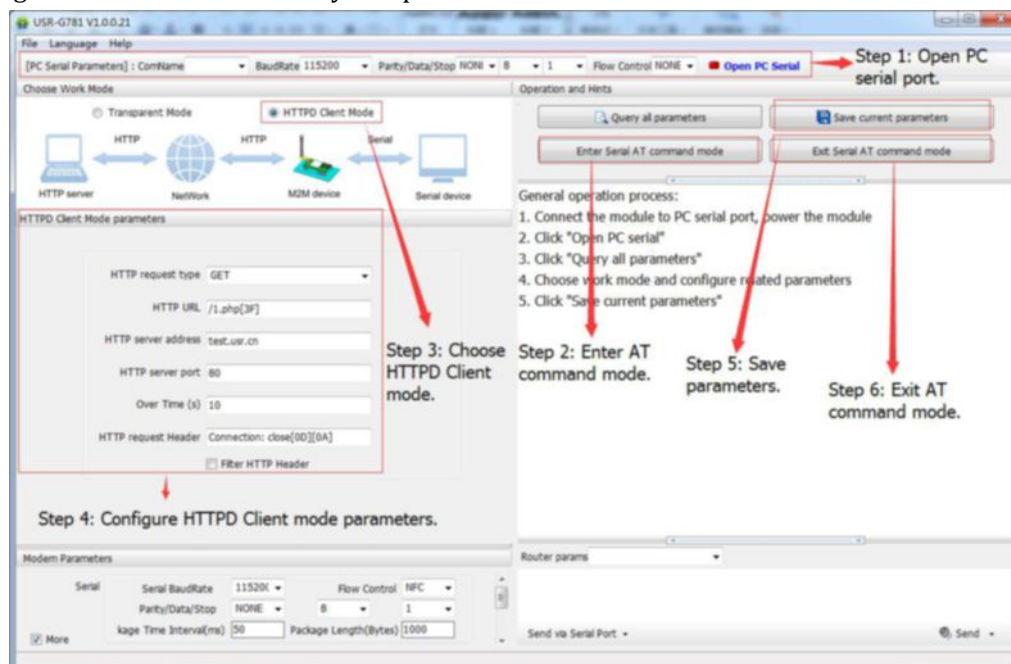 USR-G781 V1.0.0.21
File Language Help
[PC Serial Parameters] : ComName BaudRate 115200 Parity/Data/Stop NONI 8 1 Flow Control NONE Open PC Serial
Step 1: Open PC
serial port.
Choose Work Mode
Transparent Mode HTTPD Client Mode
HTTP HTTP Serial
HTTP server NetWork M2M device Serial device
HTTPD Client Mode parameters
HTTP request type GET
HTTP URL /1.php[3F]
HTTP server address test.usr.cn
HTTP server port 80
Over Time (s) 10
HTTP request Header Connection: close[0D][0A]
Filter HTTP Header
Step 3: Choose
HTTPD Client
mode.
Step 4: Configure HTTPD Client mode parameters.
Operation and Hints
Query all parameters Save current parameters
Enter Serial AT command mode Exit Serial AT command mode
General operation process:
1. Connect the module to PC serial port, power the module
2. Click "Open PC serial"
3. Click "Query all parameters"
4. Choose work mode and configure related parameters
5. Click "Save current parameters"
Step 2: Enter AT
command mode.
Step 5: Save
parameters.
Step 6: Exit AT
command mode.
Modem Parameters
Serial Serial BaudRate 11520( Flow Control NFC
Parity/Data/Stop NONE 8 1
kage Time Interval(ms) 50 Package Length(Bytes) 1000
More
Router params
Send via Serial Port Send